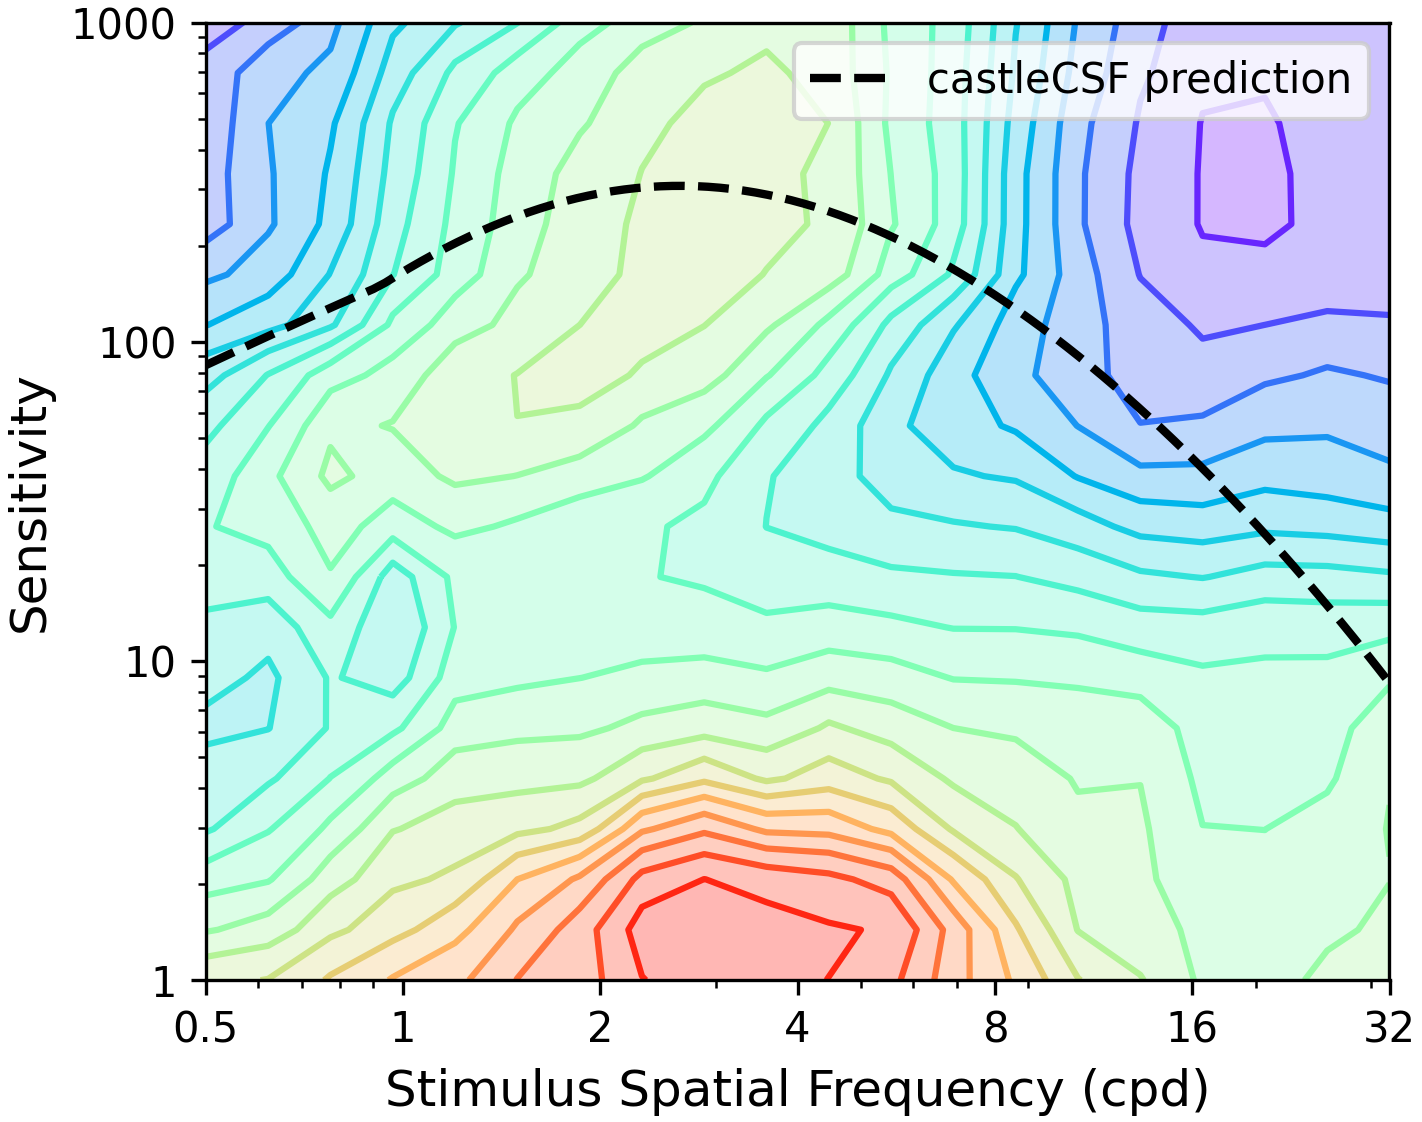 1000
castleCSF prediction
100
Sensitivity
10
1
0.5 1 2 4 8 16 32
Stimulus Spatial Frequency (cpd)